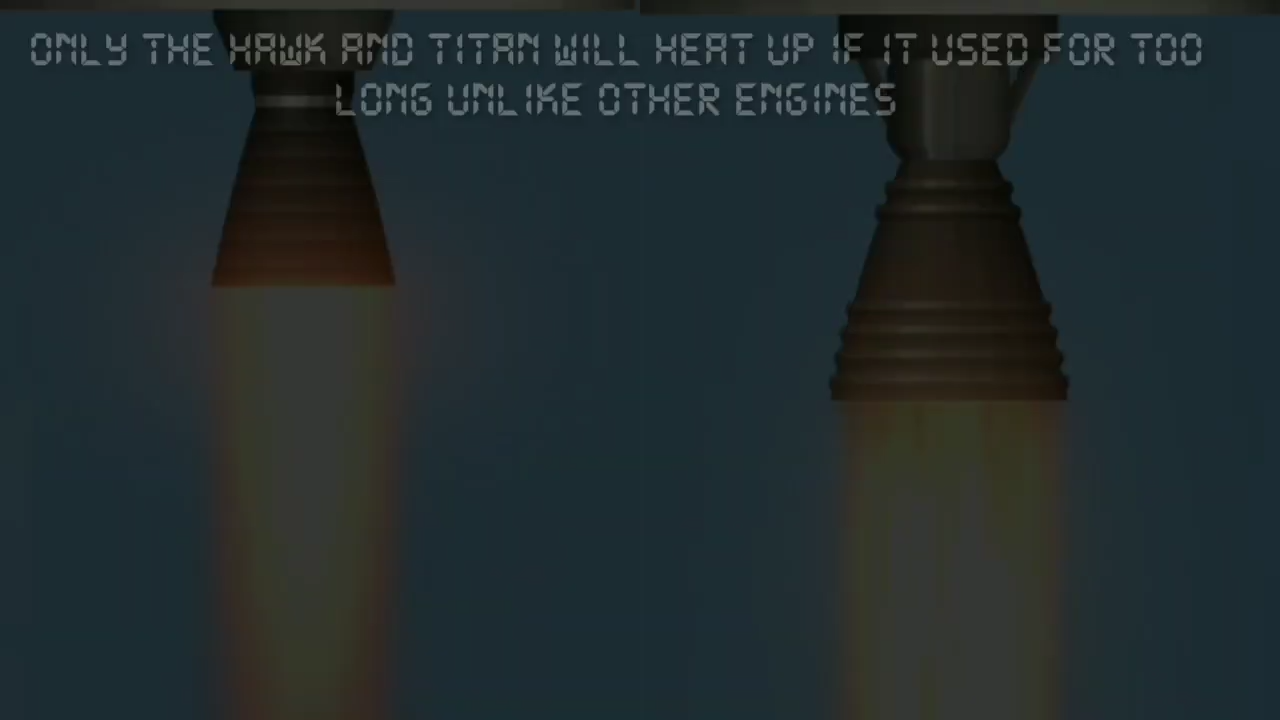 ONLY THE HAWK AND TITAN WILL HEAT UP IF IT USED FOR TOO
LONG UNLIKE OTHER ENGINES